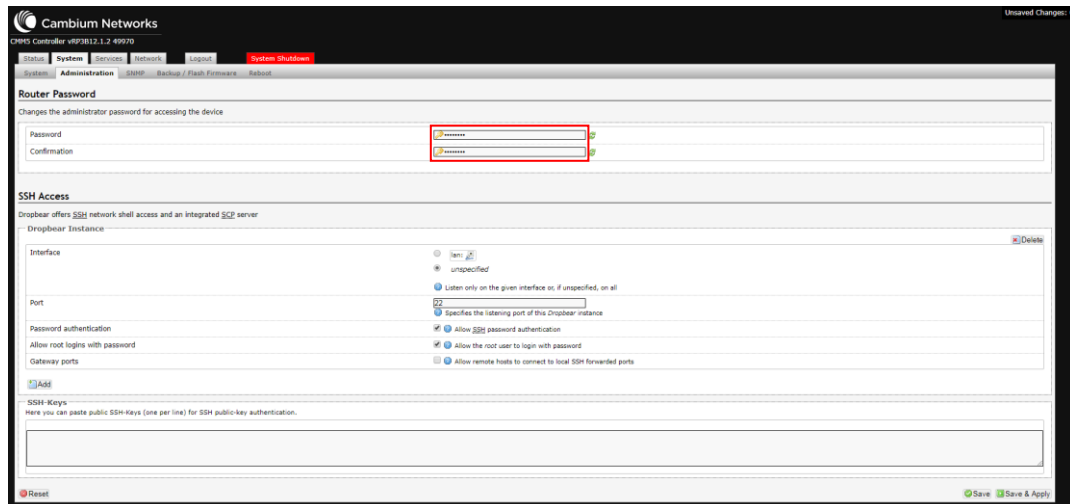 Unsaved Changes:
Cambium Networks
CMM5 Controller vRP3B12.1.2 49970
Status System Services Network Logout System Shutdown
System Administration SNMP Backup / Flash Firmware Reboot
Router Password
Changes the administrator password for accessing the device
Password
Confirmation
SSH Access
Dropbear offers SSH network shell access and an integrated SCP server
Dropbear Instance
Delete
Interface
lan:
unspecified
Listen only on the given interface or, if unspecified, on all
Port
22
Specifies the listening port of this Dropbear instance
Password authentication
Allow SSH password authentication
Allow root logins with password
Allow the root user to login with password
Gateway ports
Allow remote hosts to connect to local SSH forwarded ports
Add
SSH-Keys
Here you can paste public SSH-Keys (one per line) for SSH public-key authentication.
Reset
Save Save & Apply